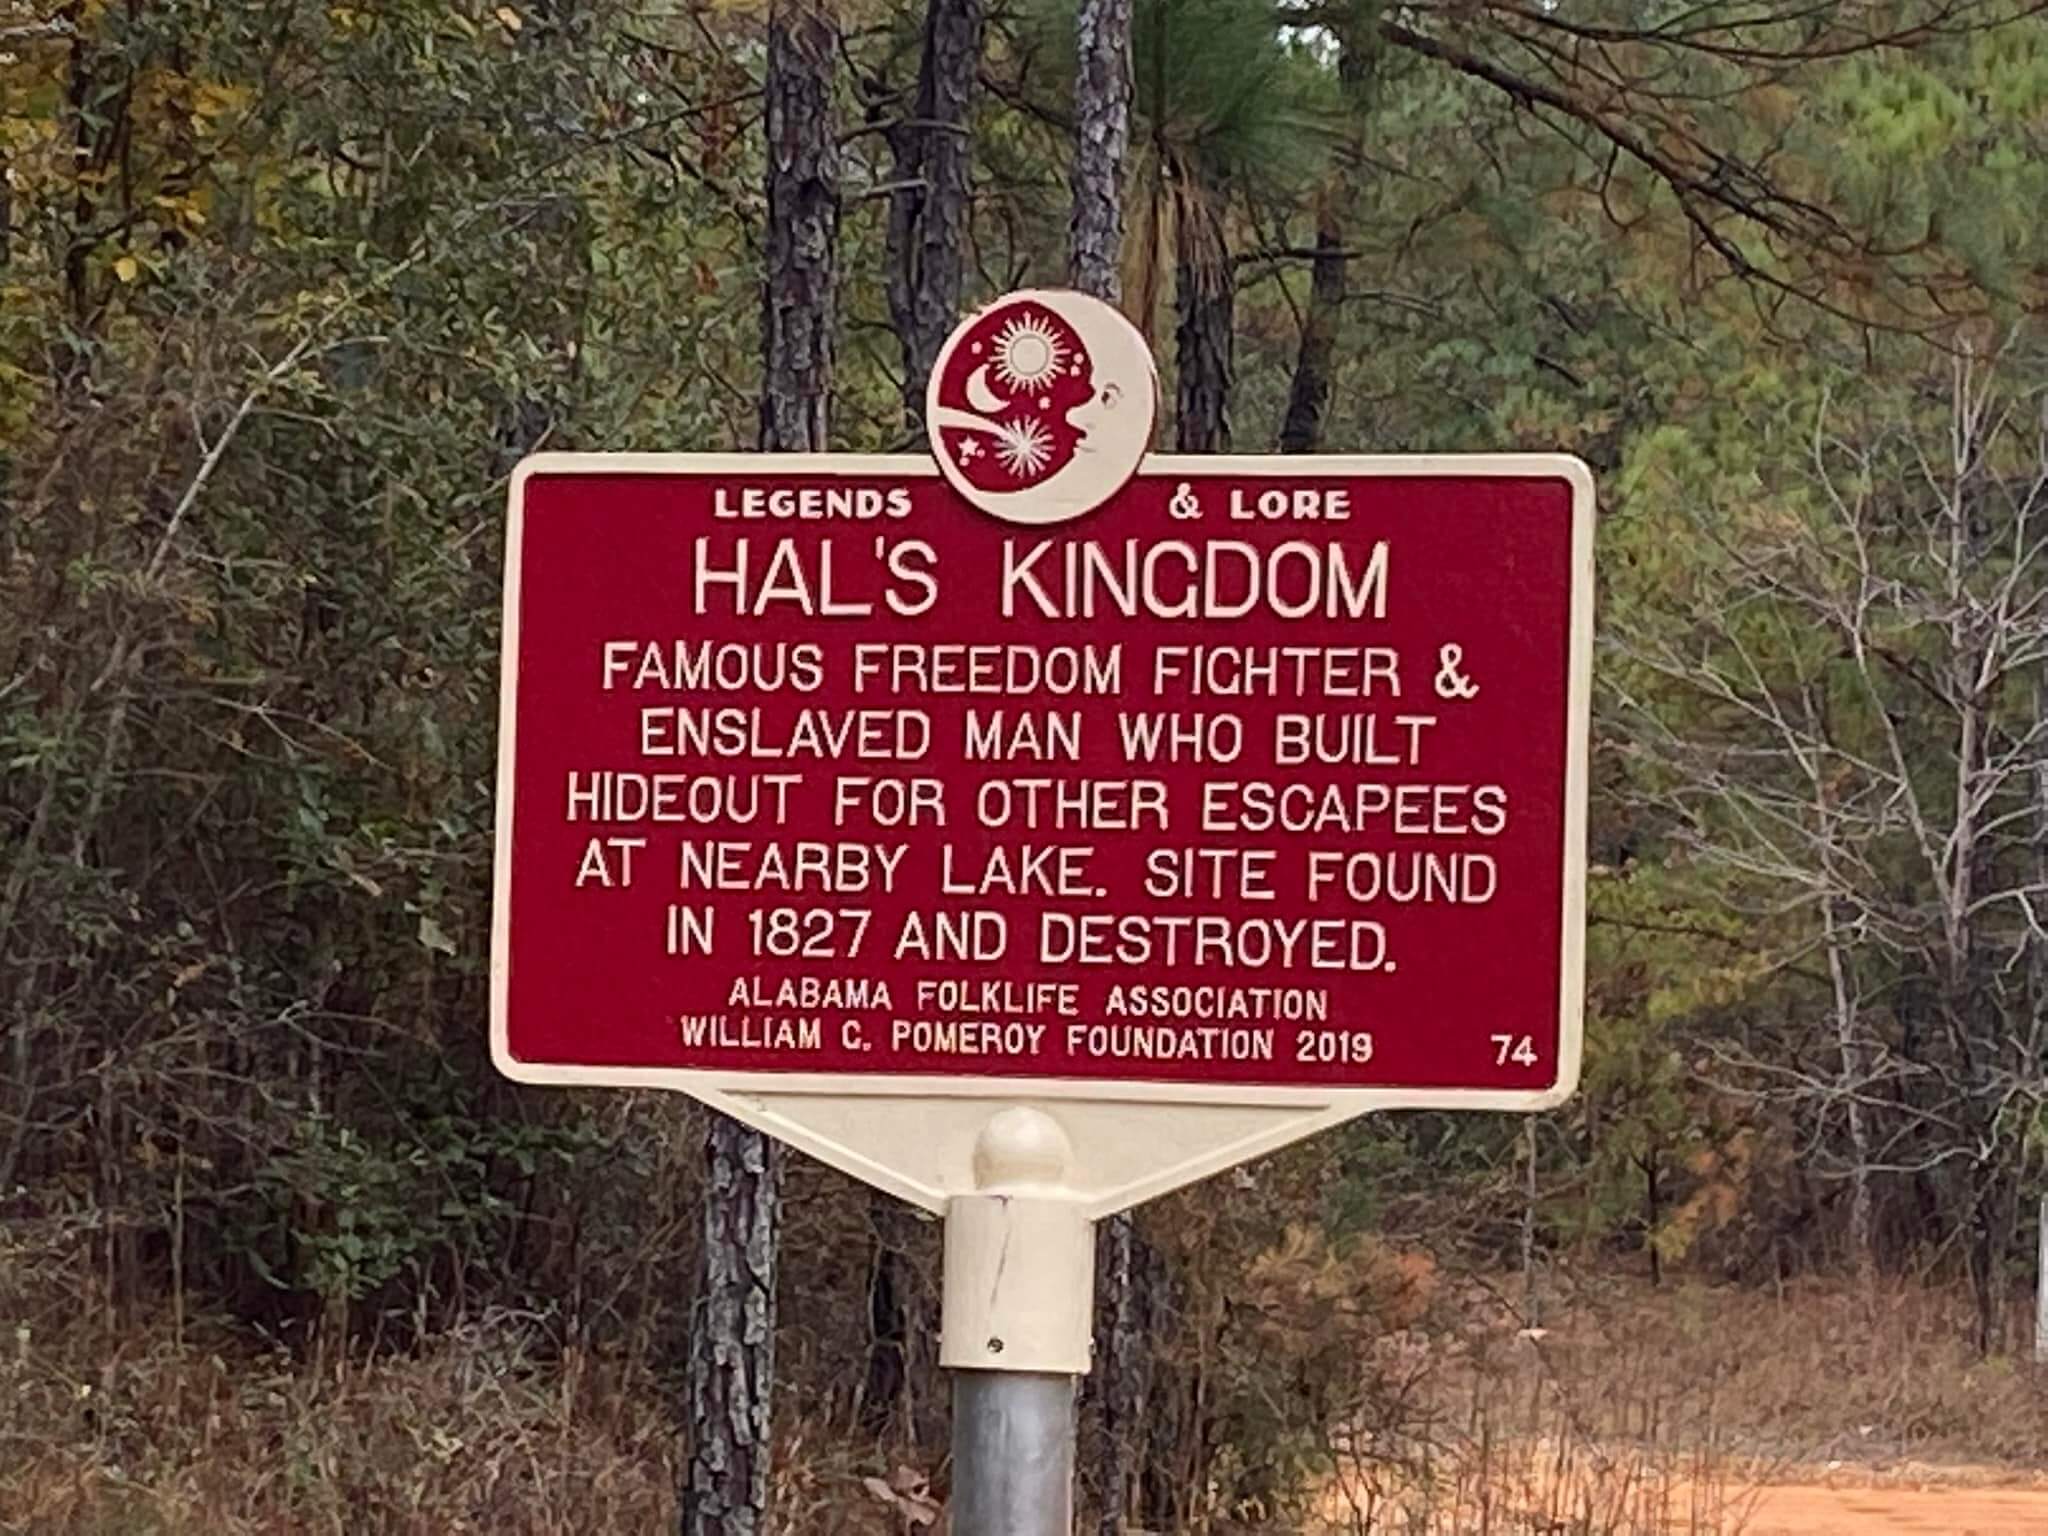 LEGENDS & LORE
HAL'S KINGDOM
FAMOUS FREEDOM FIGHTER &
ENSLAVED MAN WHO BUILT
HIDEOUT FOR OTHER ESCAPEES
AT NEARBY LAKE. SITE FOUND
IN 1827 AND DESTROYED.
ALABAMA FOLKLIFE ASSOCIATION
WILLIAM C. POMEROY FOUNDATION 2019 74